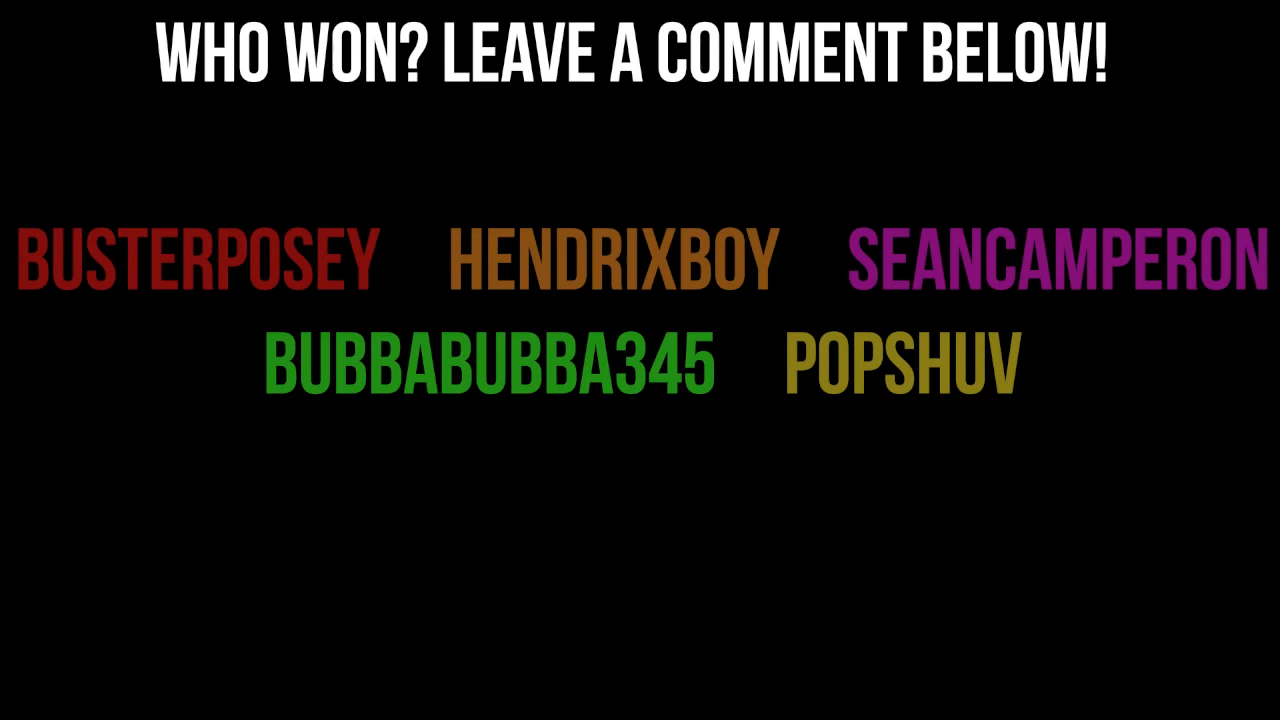 WHO WON? LEAVE A COMMENT BELOW!
BUSTERPOSEY HENDRIXBOY SEANCAMPERON
BUBBABUBBA345 POPSHUV